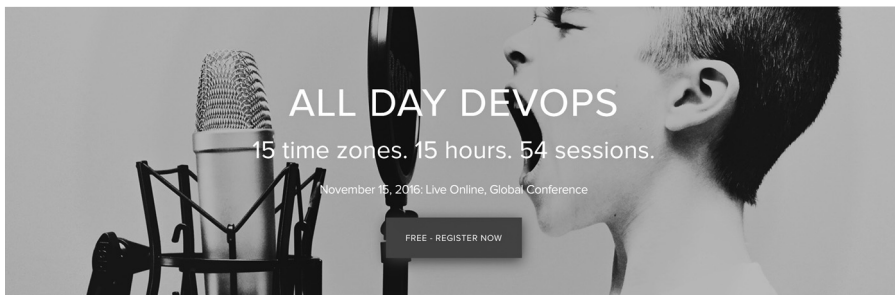 ALL DAY DEVOPS
15 time zones. 15 hours. 54 sessions.
November 15, 2016: Live Online, Global Conference
FREE - REGISTER NOW